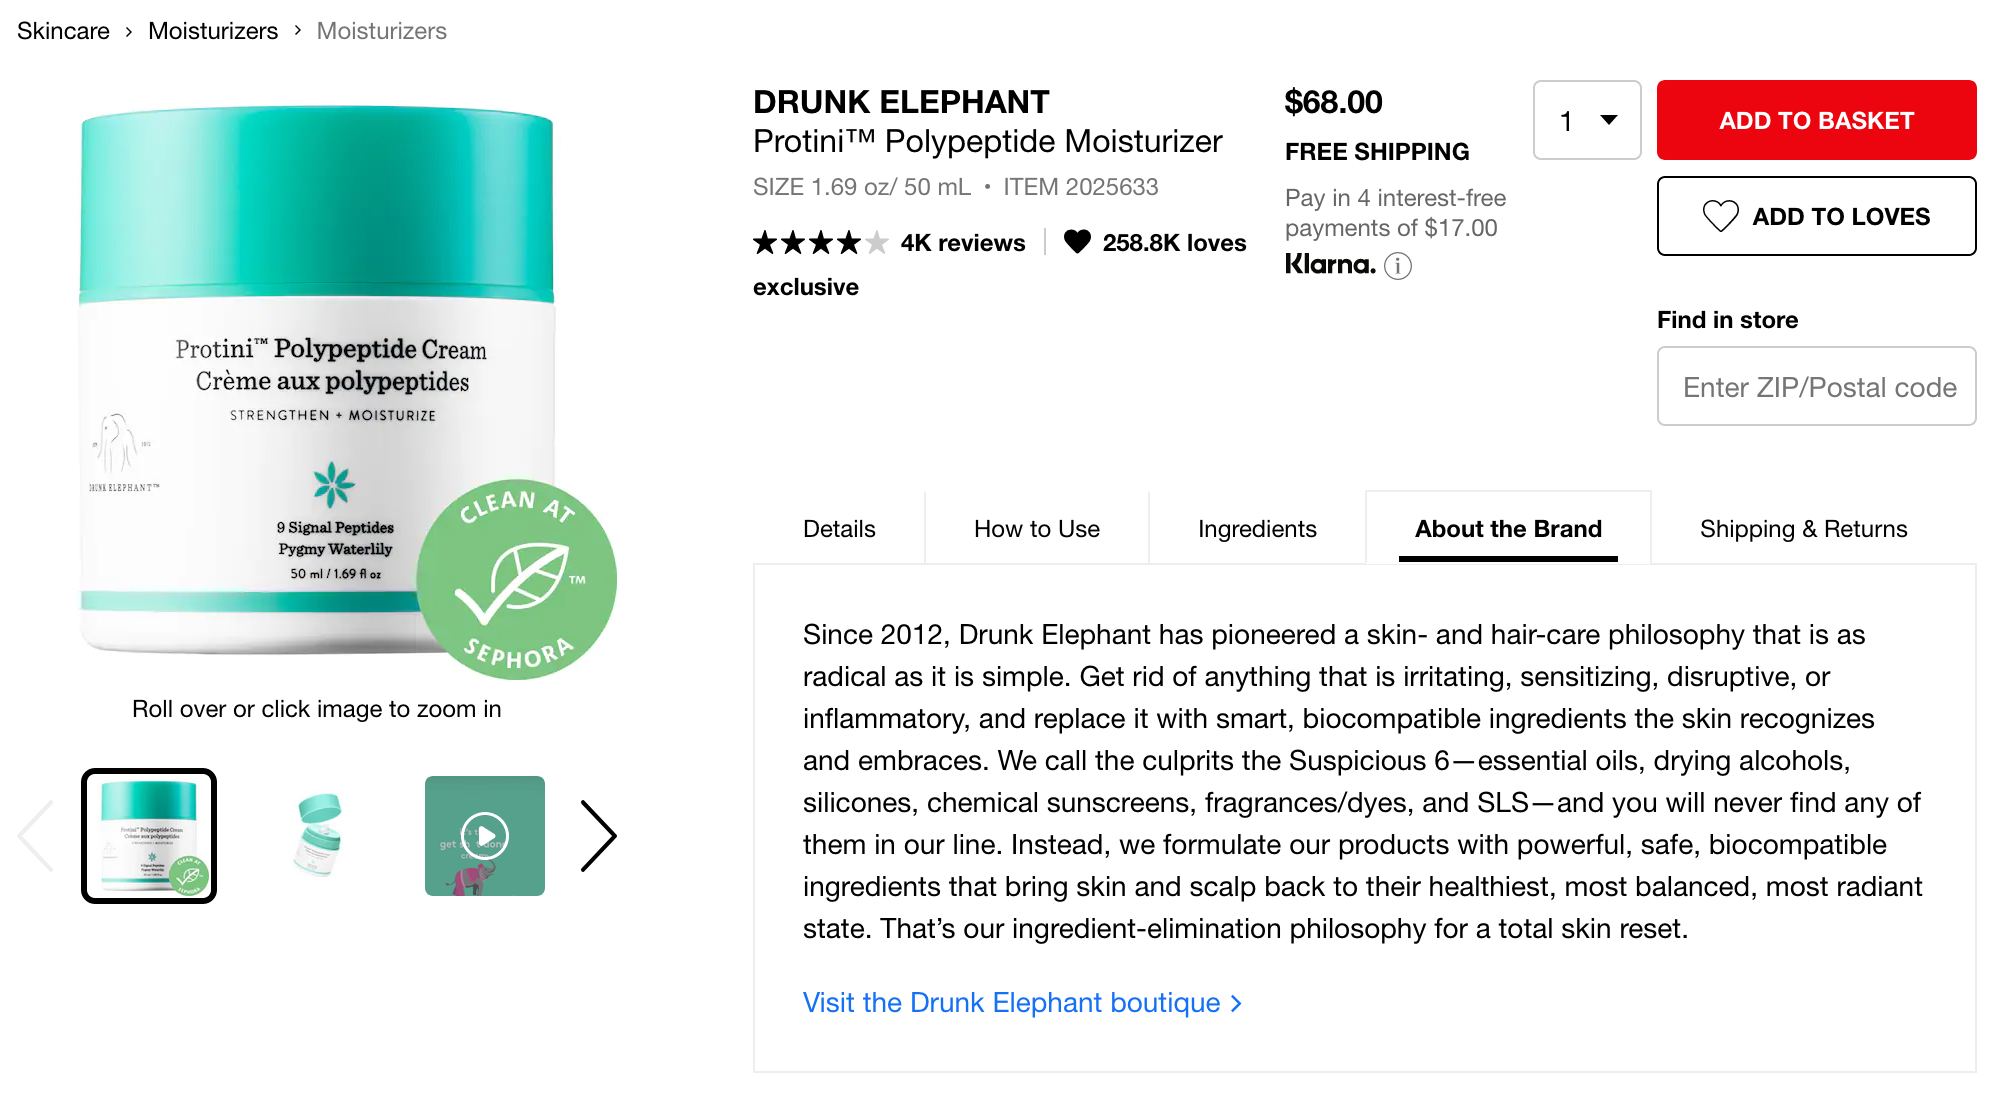 Skincare > Moisturizers > Moisturizers
DRUNK ELEPHANT
Protini™ Polypeptide Moisturizer
SIZE 1.69 oz/ 50 mL • ITEM 2025633
4K reviews | 258.8K loves
exclusive
$68.00
FREE SHIPPING
Pay in 4 interest-free
payments of $17.00
Klarna.
1
ADD TO BASKET
ADD TO LOVES
Find in store
Enter ZIP/Postal code
Protini™ Polypeptide Cream
Crème aux polypeptides
STRENGTHEN + MOISTURIZE
DRUNK ELEPHANT™
9 Signal Peptides
Pygmy Waterlily
50 ml / 1.69 fl oz
CLEAN AT
™
SEPHORA
Roll over or click image to zoom in
Details
How to Use
Ingredients
About the Brand
Shipping & Returns
Since 2012, Drunk Elephant has pioneered a skin- and hair-care philosophy that is as
radical as it is simple. Get rid of anything that is irritating, sensitizing, disruptive, or
inflammatory, and replace it with smart, biocompatible ingredients the skin recognizes
and embraces. We call the culprits the Suspicious 6—essential oils, drying alcohols,
silicones, chemical sunscreens, fragrances/dyes, and SLS—and you will never find any of
them in our line. Instead, we formulate our products with powerful, safe, biocompatible
ingredients that bring skin and scalp back to their healthiest, most balanced, most radiant
state. That’s our ingredient-elimination philosophy for a total skin reset.
Visit the Drunk Elephant boutique >